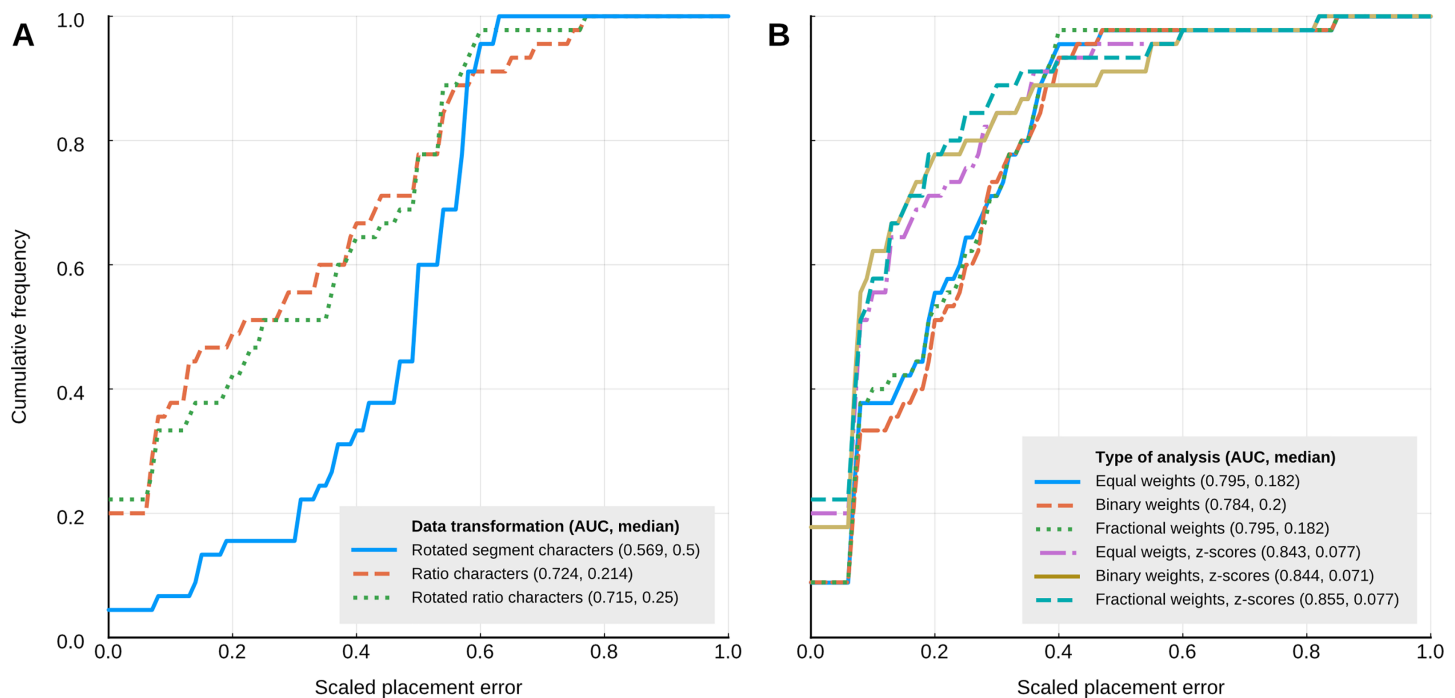 A
Cumulative frequency
1.0
0.8
0.6
0.4
0.2
0.0
Data transformation (AUC, median)
Rotated segment characters (0.569, 0.5)
Ratio characters (0.724, 0.214)
Rotated ratio characters (0.715, 0.25)
0.0 0.2 0.4 0.6 0.8 1.0
Scaled placement error
B
Type of analysis (AUC, median)
Equal weights (0.795, 0.182)
Binary weights (0.784, 0.2)
Fractional weights (0.795, 0.182)
Equal weigts, z-scores (0.843, 0.077)
Binary weights, z-scores (0.844, 0.071)
Fractional weights, z-scores (0.855, 0.077)
0.0 0.2 0.4 0.6 0.8 1.0
Scaled placement error